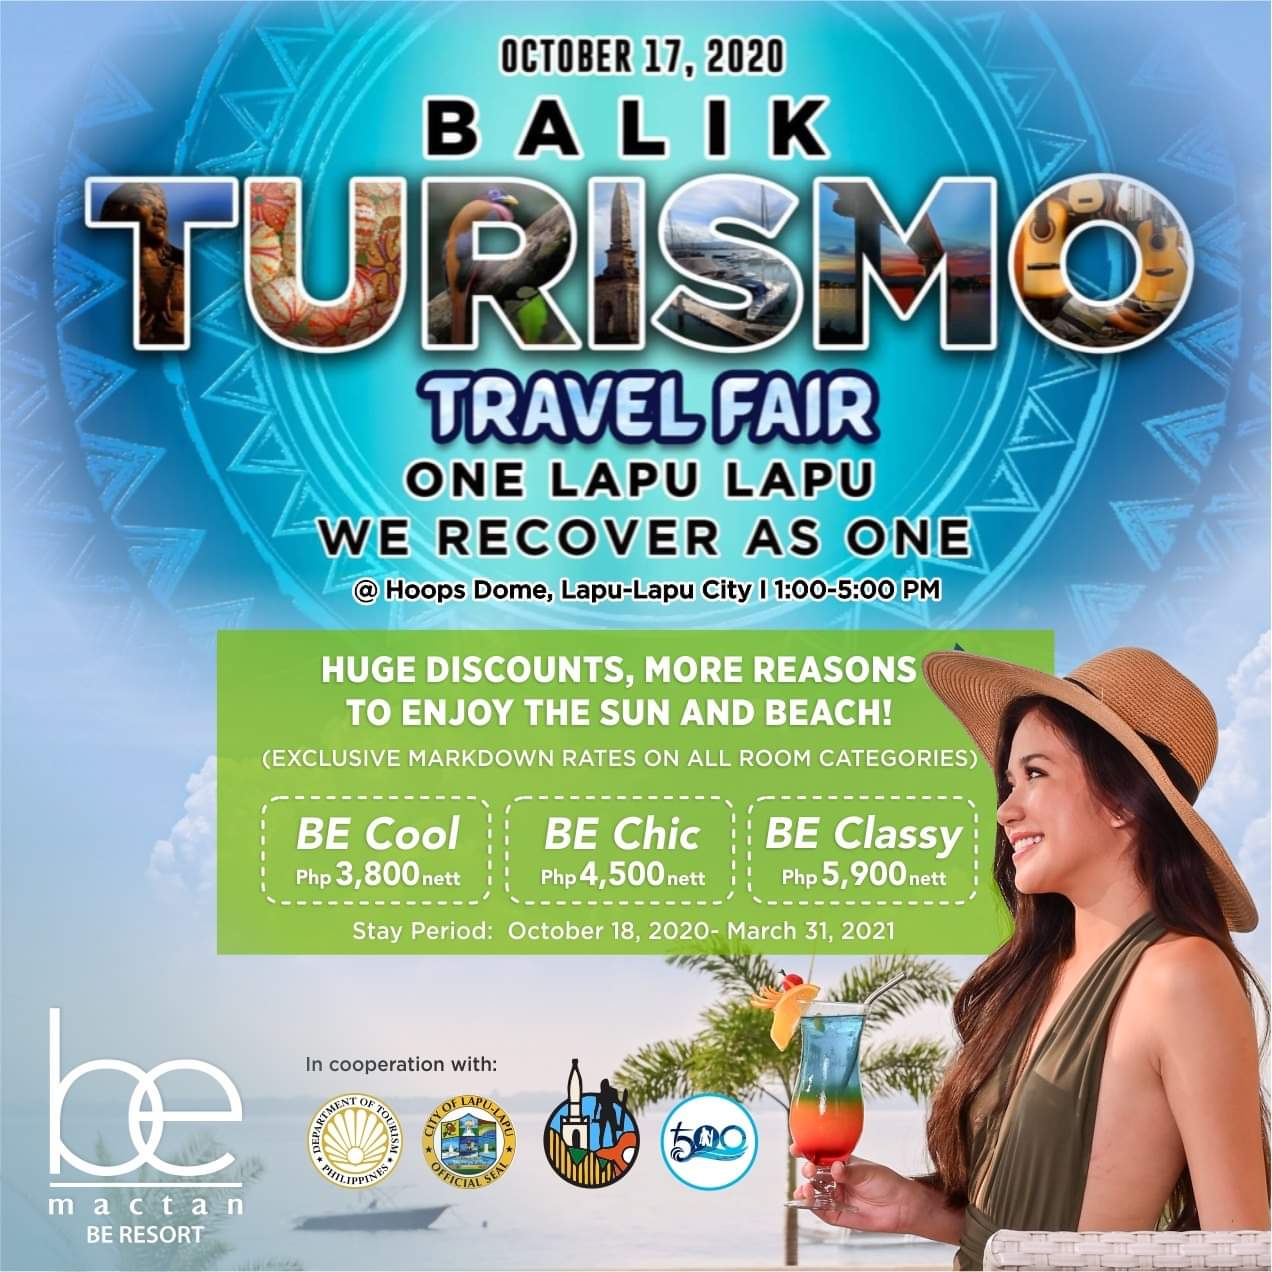 OCTOBER 17, 2020
BALIK
TURISMO
TRAVEL FAIR
ONE LAPU LAPU
WE RECOVER AS ONE
@ Hoops Dome, Lapu-Lapu City I 1:00-5:00 PM
HUGE DISCOUNTS, MORE REASONS
TO ENJOY THE SUN AND BEACH!
(EXCLUSIVE MARKDOWN RATES ON ALL ROOM CATEGORIES)
BE Cool
Php 3,800 nett
BE Chic
Php 4,500 nett
BE Classy
Php 5,900 nett
Stay Period: October 18, 2020- March 31, 2021
be
mactan
BE RESORT
In cooperation with:
DEPARTMENT OF TOURISM
PHILIPPINES
CITY OF LAPU-LAPU
OFFICIAL SEAL
500